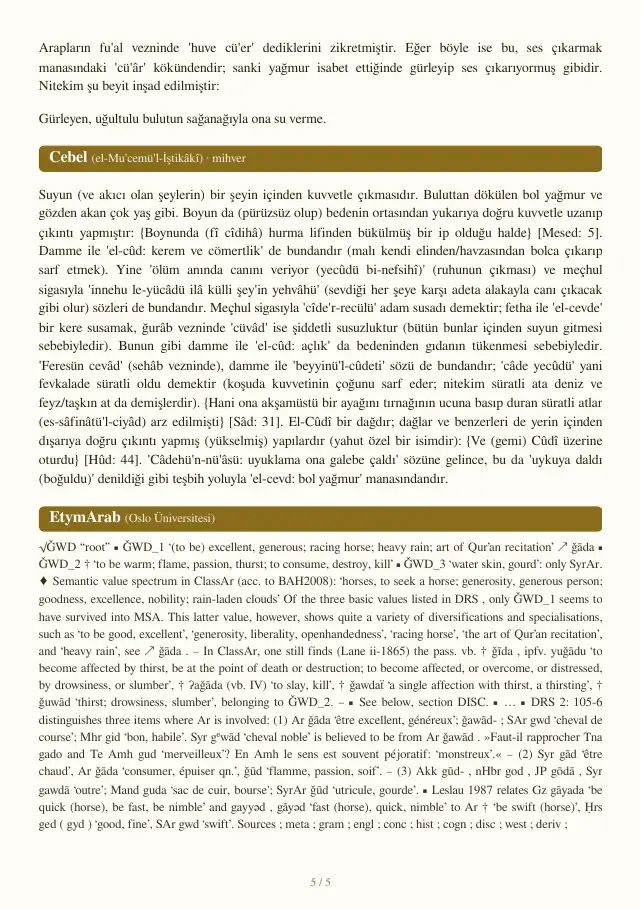 Arapların fu'al vezninde 'huve cü'er' dediklerini zikretmiştir. Eğer böyle ise bu, ses çıkarmak
manasındaki 'cü'âr' kökündendir; sanki yağmur isabet ettiğinde gürleyip ses çıkarıyormuş gibidir.
Nitekim şu beyit inşad edilmiştir:
Gürleyen, uğultulu bulutun sağanağıyla ona su verme.
Cebel (el-Mu'cemü'l-İştikâkî) · mihver
Suyun (ve akıcı olan şeylerin) bir şeyin içinden kuvvetle çıkmasıdır. Buluttan dökülen bol yağmur ve
gözden akan çok yaş gibi. Boyun da (pürüzsüz olup) bedenin ortasından yukarıya doğru kuvvetle uzanıp
çıkıntı yapmıştır: {Boynunda (fî cîdihâ) hurma lifinden bükülmüş bir ip olduğu halde} [Mesed: 5].
Damme ile 'el-cûd: kerem ve cömertlik' de bundandır (malı kendi elinden/havzasından bolca çıkarıp
sarf etmek). Yine 'ölüm anında canını veriyor (yecûdü bi-nefsihî)' (ruhunun çıkması) ve meçhul
sigasıyla 'innehu le-yücâdü ilâ külli şey'in yehvâhü' (sevdiği her şeye karşı adeta alakayla canı çıkacak
gibi olur) sözleri de bundandır. Meçhul sigasıyla 'cîde'r-recülü' adam susadı demektir; fetha ile 'el-cevde'
bir kere susamak, ğurâb vezninde 'cüvâd' ise şiddetli susuzluktur (bütün bunlar içinden suyun gitmesi
sebebiyledir). Bunun gibi damme ile 'el-cûd: açlık' da bedeninden gıdanın tükenmesi sebebiyledir.
'Feresün cevâd' (sehâb vezninde), damme ile 'beyyinü'l-cûdeti' sözü de bundandır; 'câde yecûdü' yani
fevkalade süratli oldu demektir (koşuda kuvvetinin çoğunu sarf eder; nitekim süratli ata deniz ve
feyz/taşkın at da demişlerdir). {Hani ona akşamüstü bir ayağını tırnağının ucuna basıp duran süratli atlar
(es-sâfinâtü'l-ciyâd) arz edilmişti} [Sâd: 31]. El-Cûdî bir dağdır; dağlar ve benzerleri de yerin içinden
dışarıya doğru çıkıntı yapmış (yükselmiş) yapılardır (yahut özel bir isimdir): {Ve (gemi) Cûdî üzerine
oturdu} [Hûd: 44]. 'Câdehü'n-nü'âsü: uyuklama ona galebe çaldı' sözüne gelince, bu da 'uykuya daldı
(boğuldu)' denildiği gibi teşbih yoluyla 'el-cevd: bol yağmur' manasındandır.
EtymArab (Oslo Üniversitesi)
√ǦWD “root” ▪ ǦWD_1 ‘(to be) excellent, generous; racing horse; heavy rain; art of Qurʾan recitation’ ↗ ǧāda ▪
ǦWD_2 † ‘to be warm; flame, passion, thirst; to consume, destroy, kill’ ▪ ǦWD_3 ‘water skin, gourd’: only SyrAr.
♦ Semantic value spectrum in ClassAr (acc. to BAH2008): ‘horses, to seek a horse; generosity, generous person;
goodness, excellence, nobility; rain-laden clouds’ Of the three basic values listed in DRS , only ǦWD_1 seems to
have survived into MSA. This latter value, however, shows quite a variety of diversifications and specialisations,
such as ‘to be good, excellent’, ‘generosity, liberality, openhandedness’, ‘racing horse’, ‘the art of Qurʾan recitation’,
and ‘heavy rain’, see ↗ ǧāda . – In ClassAr, one still finds (Lane ii-1865) the pass. vb. † ǧīda , ipfv. yuǧādu ‘to
become affected by thirst, be at the point of death or destruction; to become affected, or overcome, or distressed,
by drowsiness, or slumber’, † ʔaǧāda (vb. IV) ‘to slay, kill’, † ǧawdaẗ ‘a single affection with thirst, a thirsting’, †
ǧuwād ‘thirst; drowsiness, slumber’, belonging to ǦWD_2. – ▪ See below, section DISC. ▪ … ▪ DRS 2: 105-6
distinguishes three items where Ar is involved: (1) Ar ǧāda ‘être excellent, généreux’; ǧawād- ; SAr gwd ‘cheval de
course’; Mhr gid ‘bon, habile’. Syr gᵉwād ‘cheval noble’ is believed to be from Ar ǧawād . »Faut-il rapprocher Tna
gado and Te Amh gud ‘merveilleux’? En Amh le sens est souvent péjoratif: ‘monstreux’.« – (2) Syr gād ‘être
chaud’, Ar ǧāda ‘consumer, épuiser qn.’, ǧūd ‘flamme, passion, soif’. – (3) Akk gūd- , nHbr god , JP gōdā , Syr
gawdā ‘outre’; Mand guda ‘sac de cuir, bourse’; SyrAr ǧūd ‘utricule, gourde’. ▪ Leslau 1987 relates Gz gāyada ‘be
quick (horse), be fast, be nimble’ and gayyəd , gāyəd ‘fast (horse), quick, nimble’ to Ar † ‘be swift (horse)’, Ḥrs
ged ( gyd ) ‘good, fine’, SAr gwd ‘swift’. Sources ; meta ; gram ; engl ; conc ; hist ; cogn ; disc ; west ; deriv ;
5 / 5